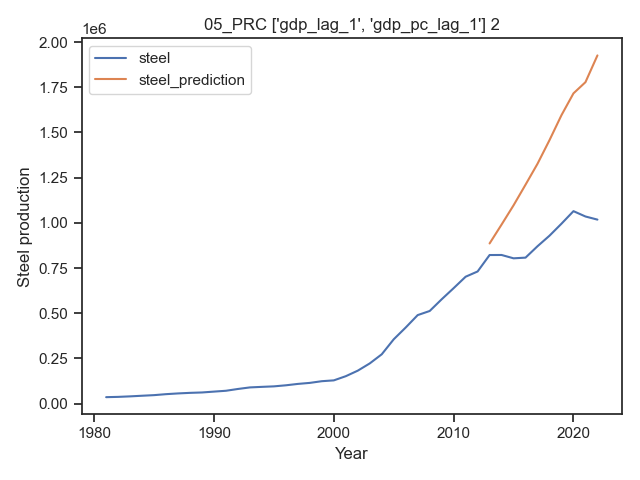 05_PRC ['gdp_lag_1', 'gdp_pc_lag_1'] 2
1e6
2.00
1.75
1.50
1.25
1.00
0.75
0.50
0.25
0.00
Steel production
steel
steel_prediction
1980
1990
2000
2010
2020
Year